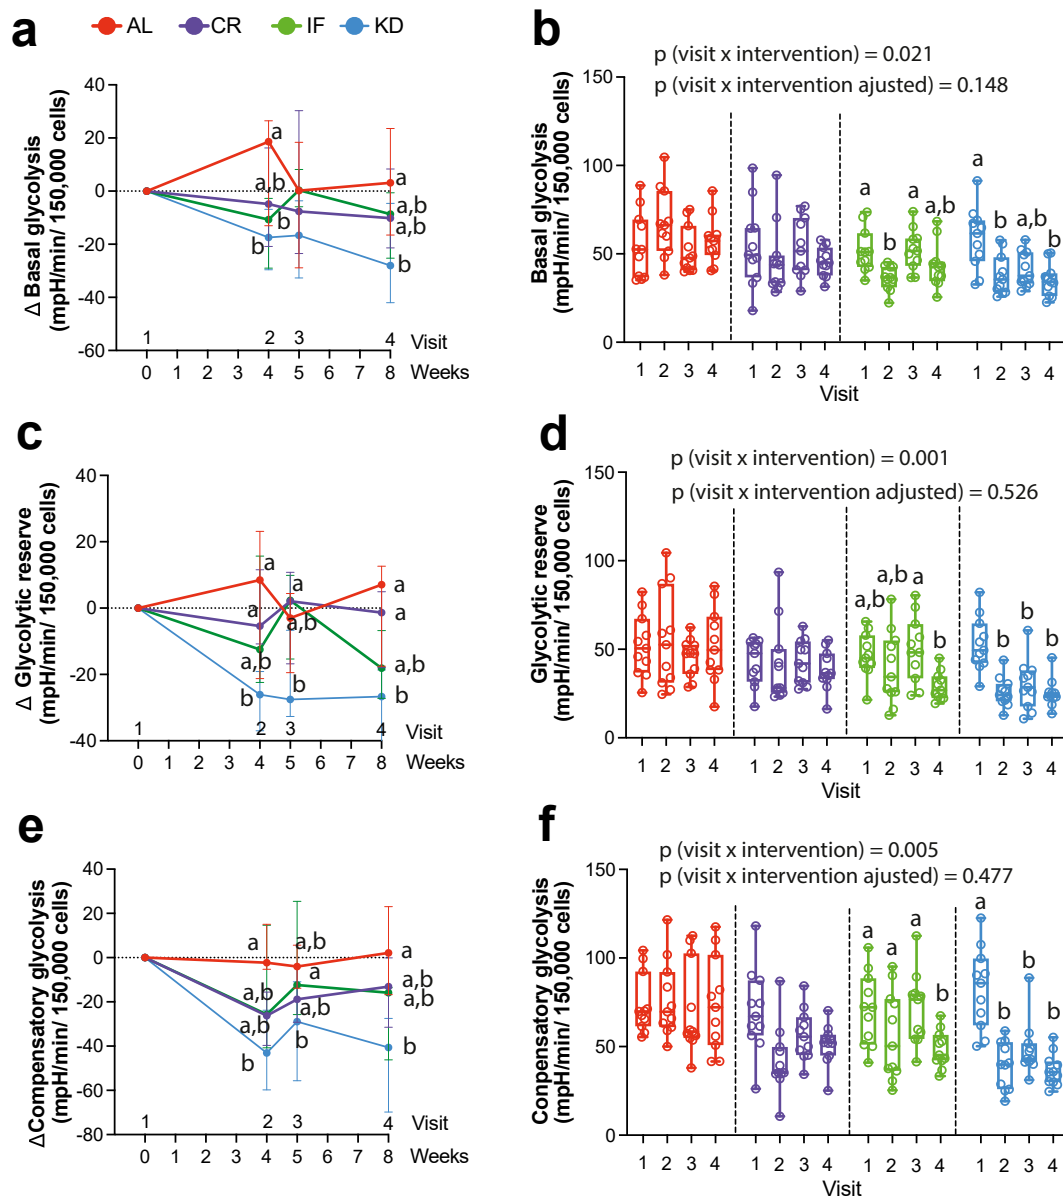 a
AL CR IF KD
Δ Basal glycolysis
(mpH/min/ 150,000 cells)
40
20
0
-20
-40
-60
a
a,b
b
b
a
a,b
b
1 2 3 4 Visit
0 1 2 3 4 5 6 7 8 Weeks
b
p (visit x intervention) = 0.021
p (visit x intervention ajusted) = 0.148
Basal glycolysis
(mpH/min/ 150,000 cells)
150
100
50
0
a b a a,b
a b a,b b
1 2 3 4 1 2 3 4 1 2 3 4 1 2 3 4
Visit
c
Δ Glycolytic reserve
(mpH/min/ 150,000 cells)
40
20
0
-20
-40
a
a
a,b
b
a
a,b
b
a
a
a,b
b
1 2 3 4 Visit
0 1 2 3 4 5 6 7 8 Weeks
d
p (visit x intervention) = 0.001
p (visit x intervention adjusted) = 0.526
Glycolytic reserve
(mpH/min/ 150,000 cells)
150
100
50
0
a,b a,b a b
a b b b
1 2 3 4 1 2 3 4 1 2 3 4 1 2 3 4
Visit
e
ΔCompensatory glycolysis
(mpH/min/ 150,000 cells)
40
20
0
-20
-40
-60
-80
a
a,b
a,b
b
a,b
a
a,b
b
a
a,b
a,b
b
1 2 3 4 Visit
0 1 2 3 4 5 6 7 8 Weeks
f
p (visit x intervention) = 0.005
p (visit x intervention ajusted) = 0.477
Conpensatory glycolysis
(mpH/min/ 150,000 cells)
150
100
50
0
a a a b
a b b b
1 2 3 4 1 2 3 4 1 2 3 4 1 2 3 4
Visit